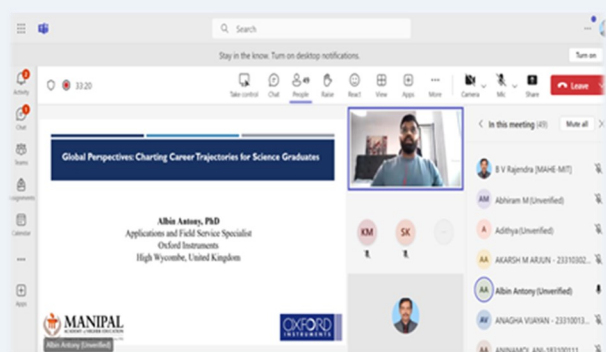 Search
Stay in the know. Turn on desktop notifications.
Turn on
33:20
Take control
Chat
49
People
Raise
React
View
Apps
More
Camera
Mic
Share
Leave
Activity
Chat
Teams
Assignments
Calendar
Apps
Global Perspectives: Charting Career Trajectories for Science Graduates
Albin Antony, PhD
Applications and Field Service Specialist
Oxford Instruments
High Wycombe, United Kingdom
MANIPAL
ACADEMY of HIGHER EDUCATION
OXFORD
INSTRUMENTS
Albin Antony (Unverified)
KM
SK
In this meeting (49)
Mute all
B V Rajendra [MAHE-MIT]
AM
Abhiram M (Unverified)
A
Adithya (Unverified)
AA
AKARSH M ARJUN - 23310302...
AA
Albin Antony (Unverified)
AV
ANAGHA VIJAYAN - 23310013...
AA